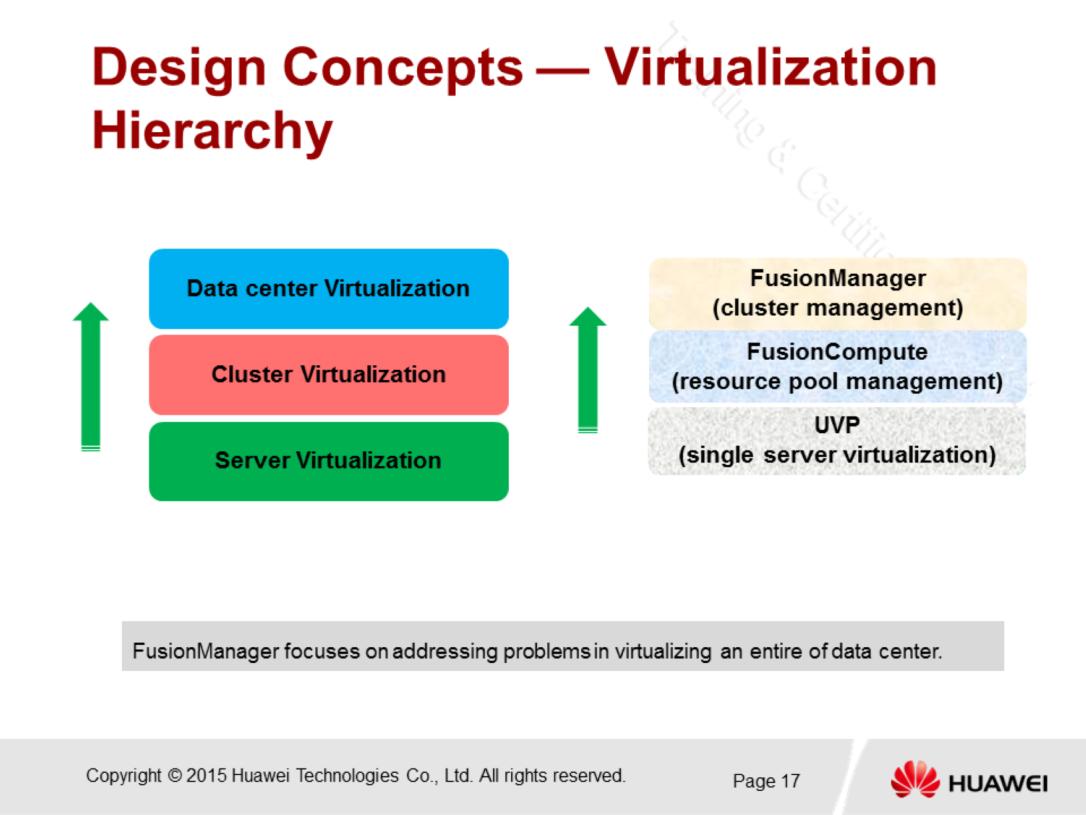 Design Concepts — Virtualization
Hierarchy
Training & Certific
Data center Virtualization
Cluster Virtualization
Server Virtualization
FusionManager
(cluster management)
FusionCompute
(resource pool management)
UVP
(single server virtualization)
FusionManager focuses on addressing problems in virtualizing an entire of data center.
Copyright © 2015 Huawei Technologies Co., Ltd. All rights reserved.
Page 17
HUAWEI